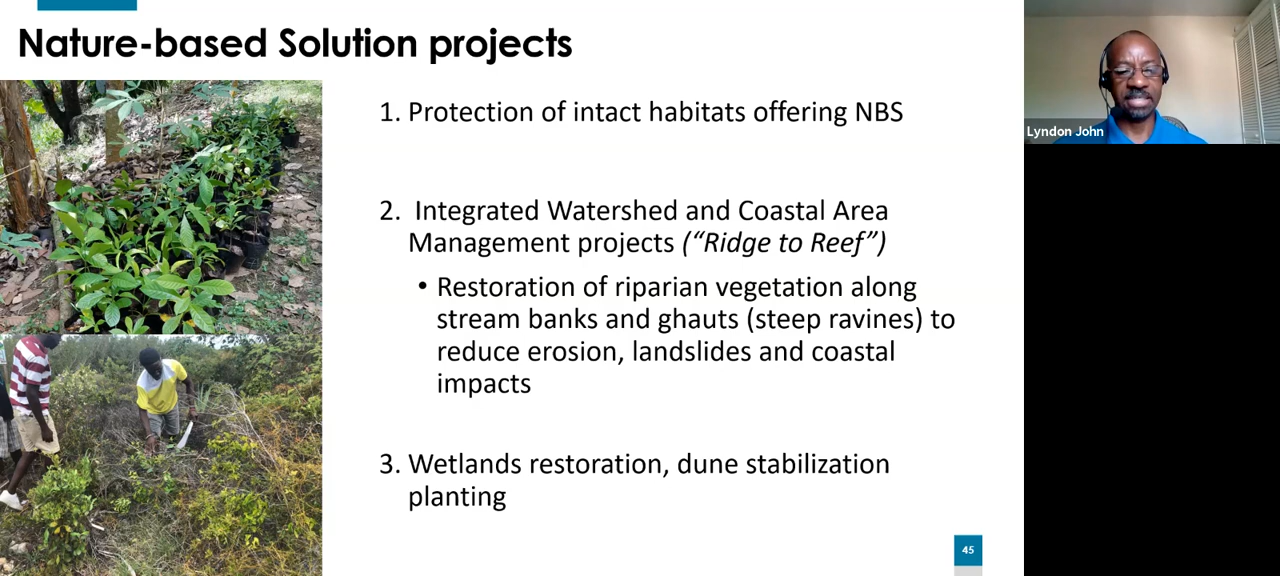 Nature-based Solution projects
1. Protection of intact habitats offering NBS
2. Integrated Watershed and Coastal Area
Management projects (“Ridge to Reef”)
• Restoration of riparian vegetation along
stream banks and ghauts (steep ravines) to
reduce erosion, landslides and coastal
impacts
3. Wetlands restoration, dune stabilization
planting
45
Lyndon John